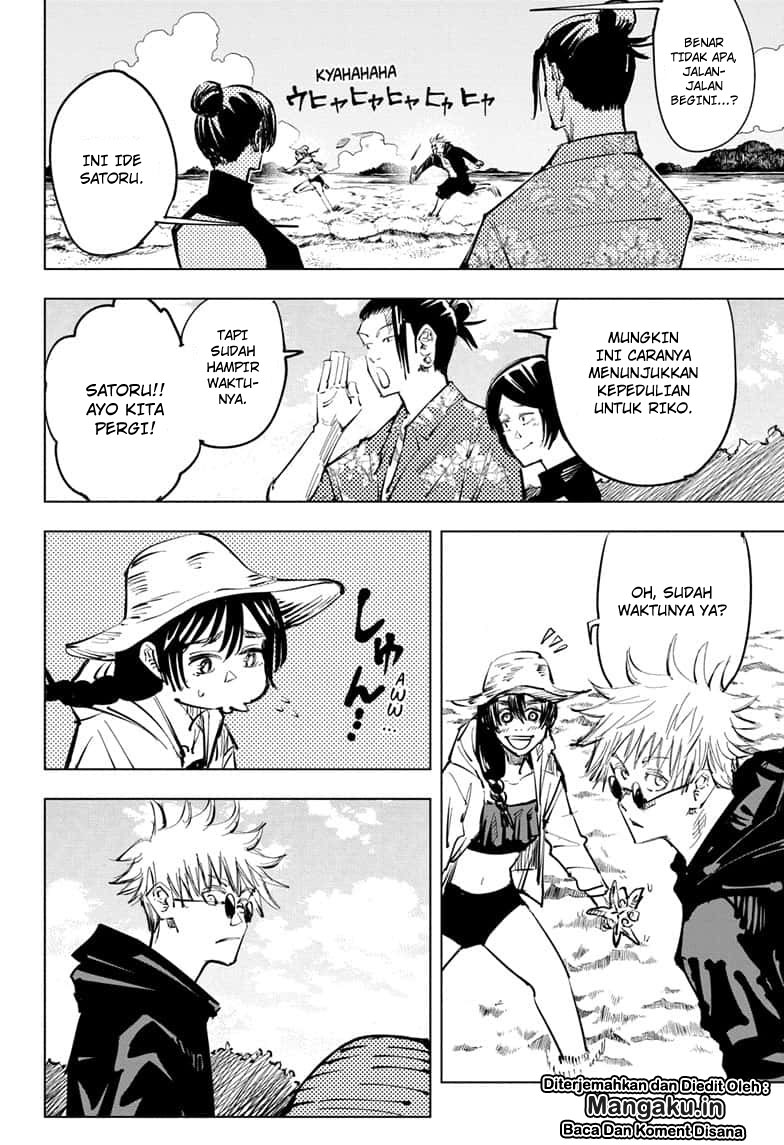 BENAR
TIDAK APA,
JALAN-
JALAN
BEGINI...?
KYAHAHAHA
ウヒャヒャヒャヒャヒャ
INI IDE
SATORU.
MUNGKIN
INI CARANYA
MENUNJUKKAN
KEPEDULIAN
UNTUK RIKO.
TAPI
SUDAH
HAMPIR
WAKTU-
NYA.
SATORU!!
AYO KITA
PERGI!
OH, SUDAH
WAKTUNYA YA?
しゅん…
AWW...
Diterjemahkan dan Diedit Oleh :
Mangaku.in
Baca Dan Koment Disana